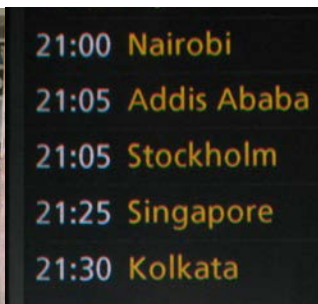 21:00 Nairobi
21:05 Addis Ababa
21:05 Stockholm
21:25 Singapore
21:30 Kolkata